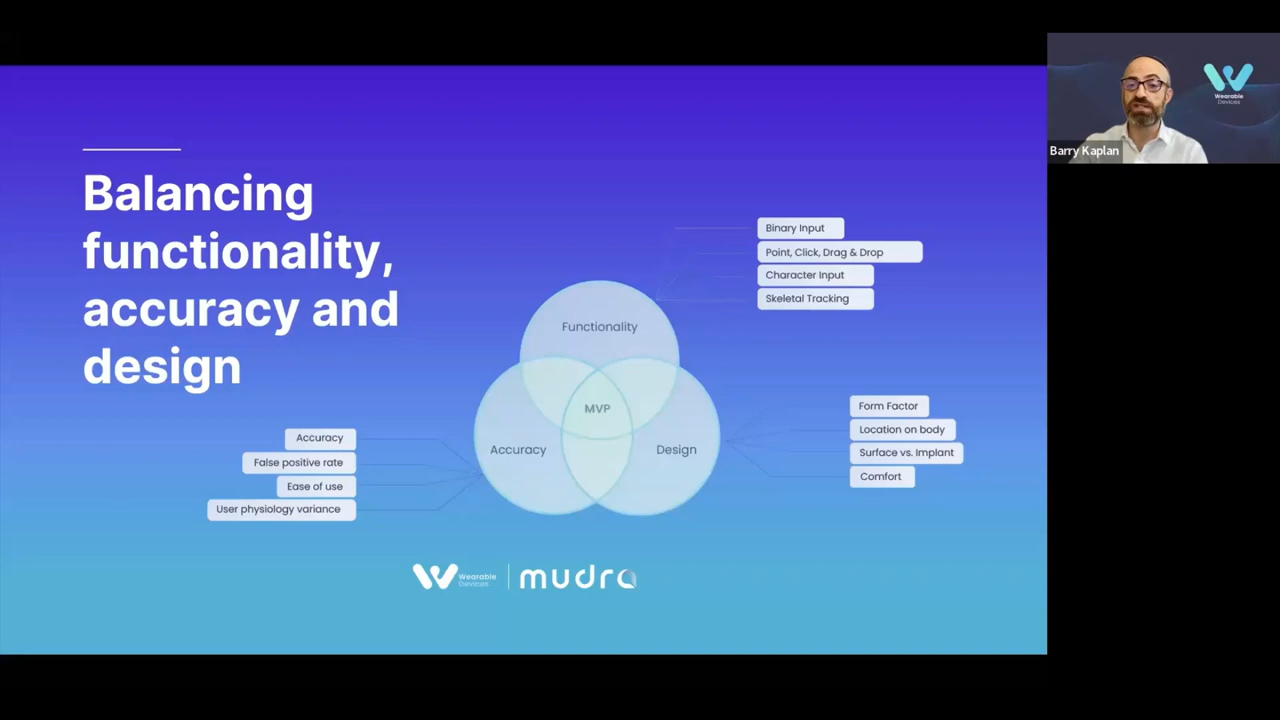 Balancing
functionality,
accuracy and
design
Binary Input
Point, Click, Drag & Drop
Character Input
Skeletal Tracking
Functionality
MVP
Accuracy
Design
Form Factor
Location on body
Surface vs. Implant
Comfort
Accuracy
False positive rate
Ease of use
User physiology variance
Wearable
Devices
mudra
Wearable
Devices
Barry Kaplan